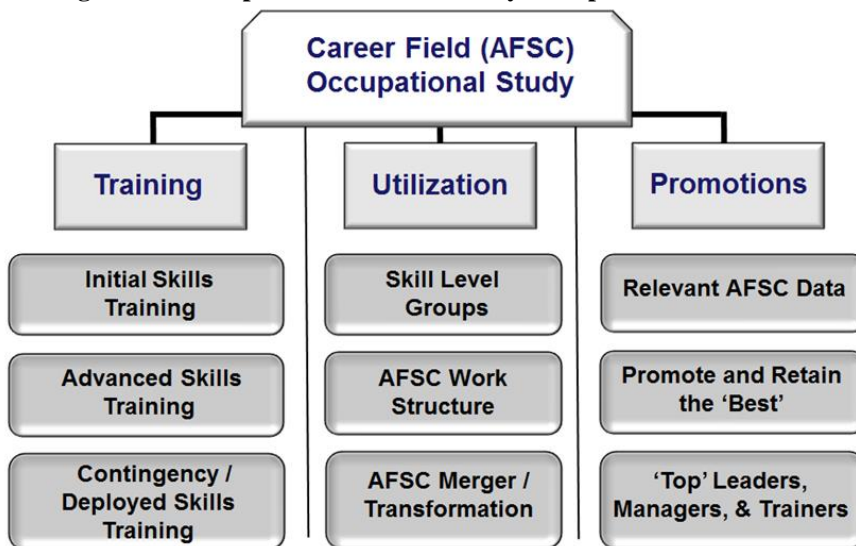 Career Field (AFSC)
Occupational Study
Training
Initial Skills
Training
Advanced Skills
Training
Contingency /
Deployed Skills
Training
Utilization
Skill Level
Groups
AFSC Work
Structure
AFSC Merger /
Transformation
Promotions
Relevant AFSC Data
Promote and Retain
the ‘Best’
‘Top’ Leaders,
Managers, & Trainers